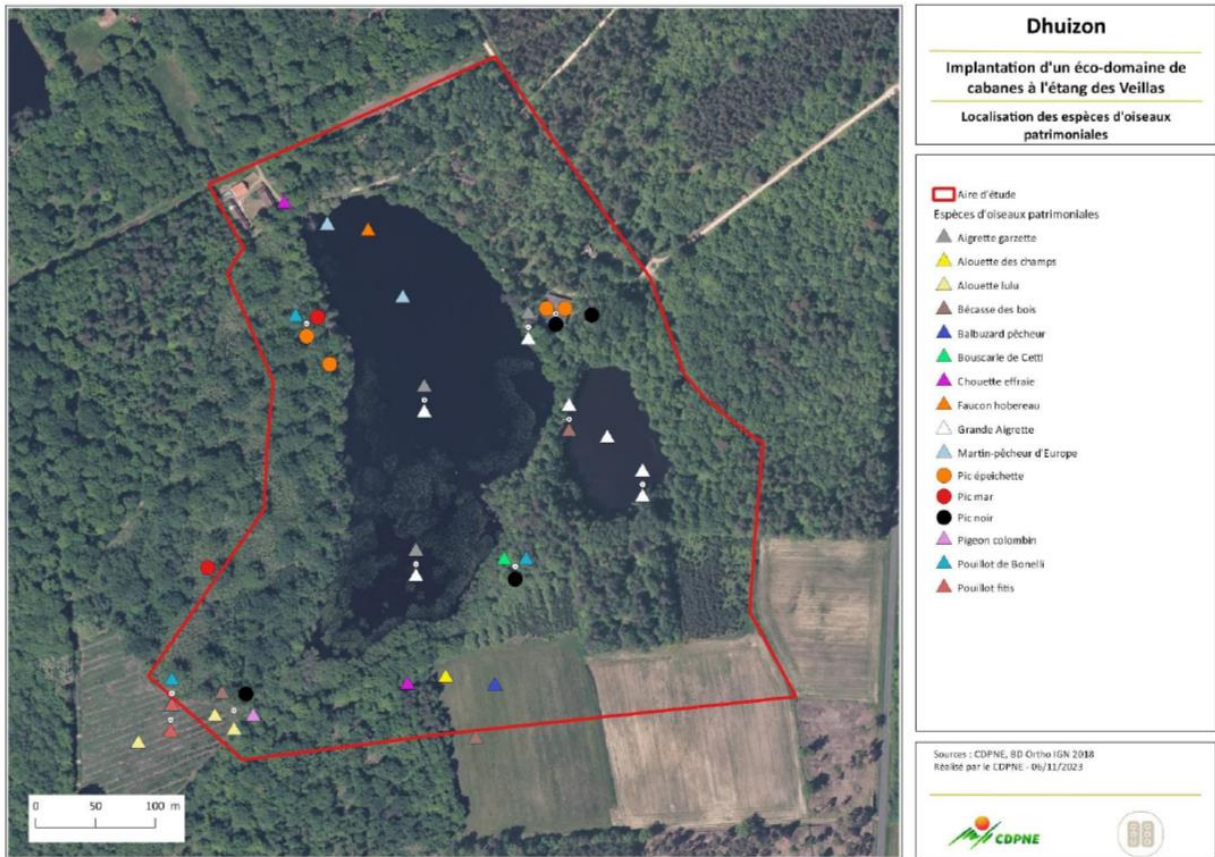 Dhuizon
Implantation d'un éco-domaine de
cabanes à l'étang des Veillas
Localisation des espèces d'oiseaux
patrimoniales
Aire d'étude
Espèces d'oiseaux patrimoniales
Aigrette garzette
Alouette des champs
Alouette lulu
Bécasse des bois
Balbuzard pêcheur
Bouscarle de Cetti
Chouette effraie
Faucon hobereau
Grande Aigrette
Martin-pêcheur d'Europe
Pic épeichette
Pic mar
Pic noir
Pigeon colombin
Pouillot de Bonelli
Pouillot fitis
0 50 100 m
Sources : CDPNE, BD Ortho IGN 2018
Réalisé par le CDPNE - 06/11/2023
CDPNE